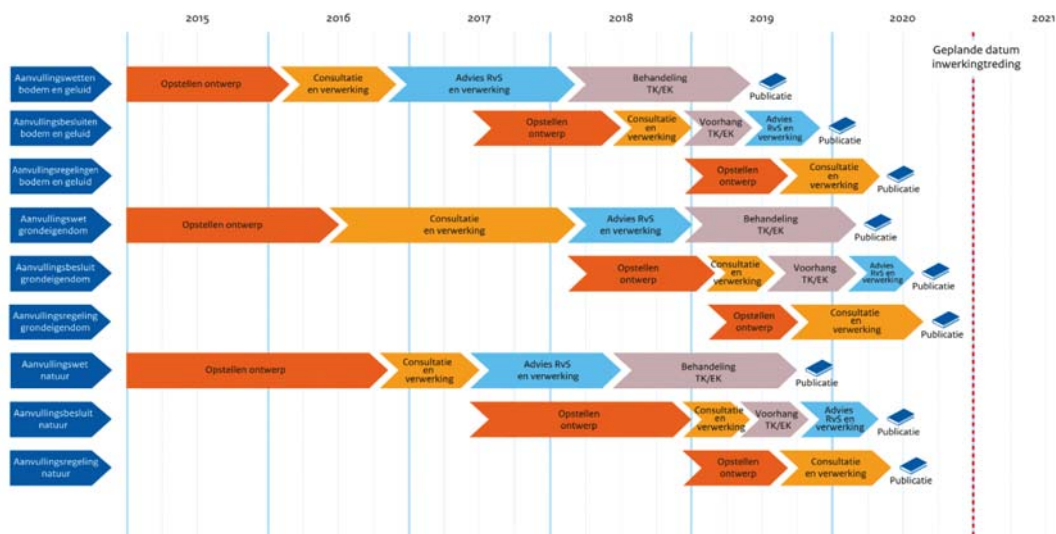 2015 2016 2017 2018 2019 2020 2021
Geplande datum
inwerkingtreding
Aanvullingswetten
bodem en geluid
Opstellen ontwerp
Consultatie
en verwerking
Advies RvS
en verwerking
Behandeling
TK/EK
Publicatie
Aanvullingsbesluiten
bodem en geluid
Opstellen
ontwerp
Consultatie
en
verwerking
Voorhang
TK/EK
Advies
RvS en
verwerking
Publicatie
Aanvullingsregelingen
bodem en geluid
Opstellen
ontwerp
Consultatie
en
verwerking
Publicatie
Aanvullingswet
grondeigendom
Opstellen ontwerp
Consultatie
en verwerking
Advies RvS
en verwerking
Behandeling
TK/EK
Publicatie
Aanvullingsbesluit
grondeigendom
Opstellen
ontwerp
Consultatie
en
verwerking
Voorhang
TK/EK
Advies
RvS en
verwerking
Publicatie
Aanvullingsregeling
grondeigendom
Opstellen
ontwerp
Consultatie
en
verwerking
Publicatie
Aanvullingswet
natuur
Opstellen ontwerp
Consultatie
en
verwerking
Advies RvS
en verwerking
Behandeling
TK/EK
Publicatie
Aanvullingsbesluit
natuur
Opstellen
ontwerp
Consultatie
en
verwerking
Voorhang
TK/EK
Advies
RvS en
verwerking
Publicatie
Aanvullingsregeling
natuur
Opstellen
ontwerp
Consultatie
en
verwerking
Publicatie